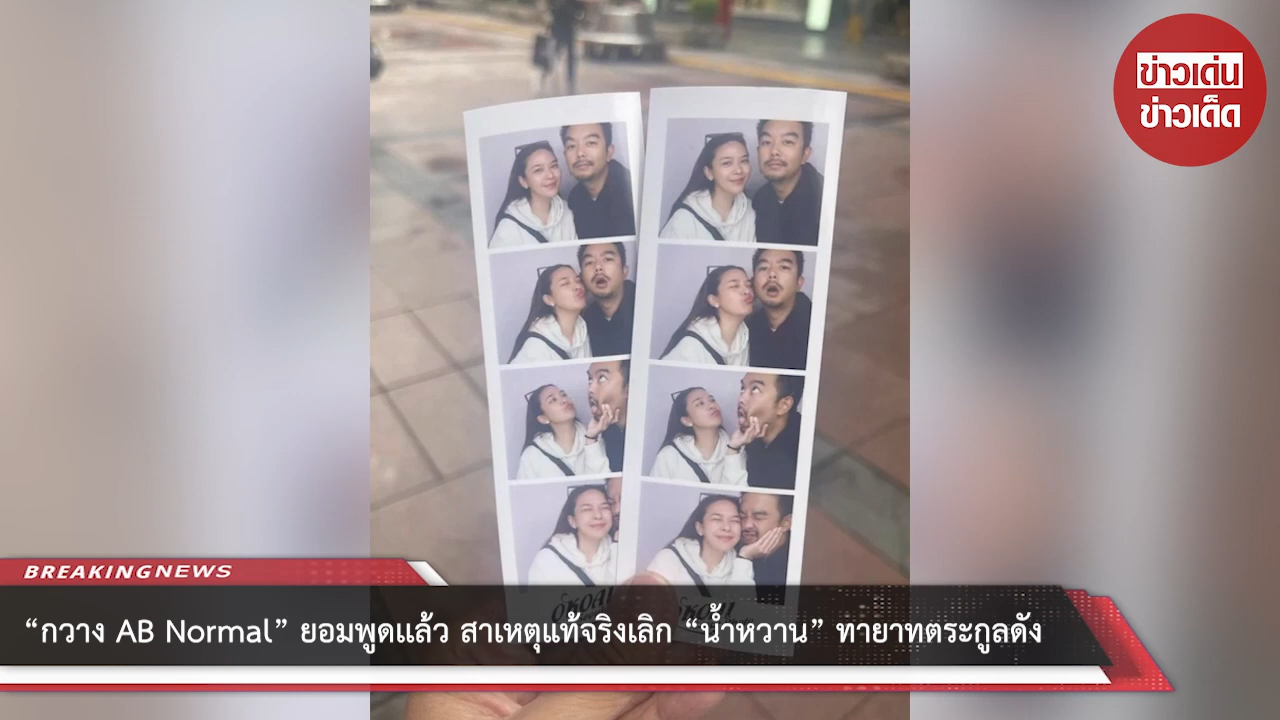 ข่าวเด่น
ข่าวเด็ด
BREAKING NEWS
“กวาง AB Normal” ยอมพูดแล้ว สาเหตุแท้จริงเลิก “น้ำหวาน” ทายาทตระกูลดัง